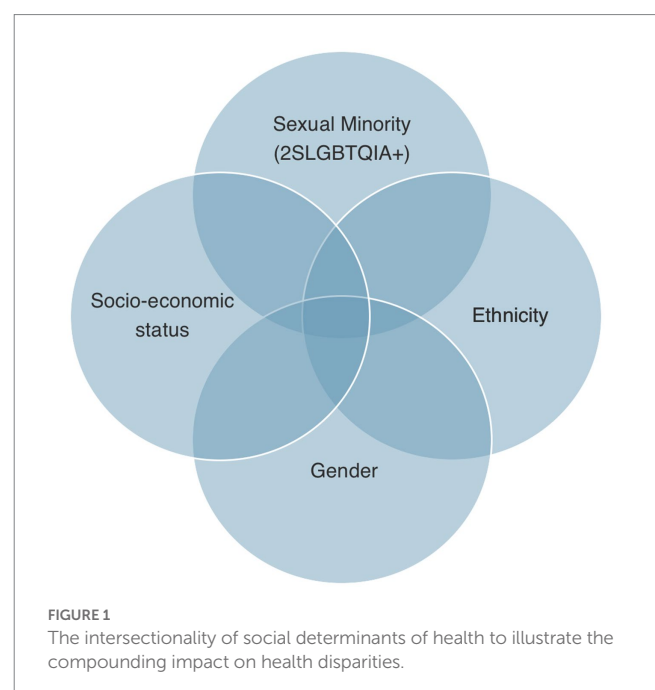 Sexual Minority
(2SLGBTQIA+)
Socio-economic
status
Ethnicity
Gender
FIGURE 1
The intersectionality of social determinants of health to illustrate the
compounding impact on health disparities.